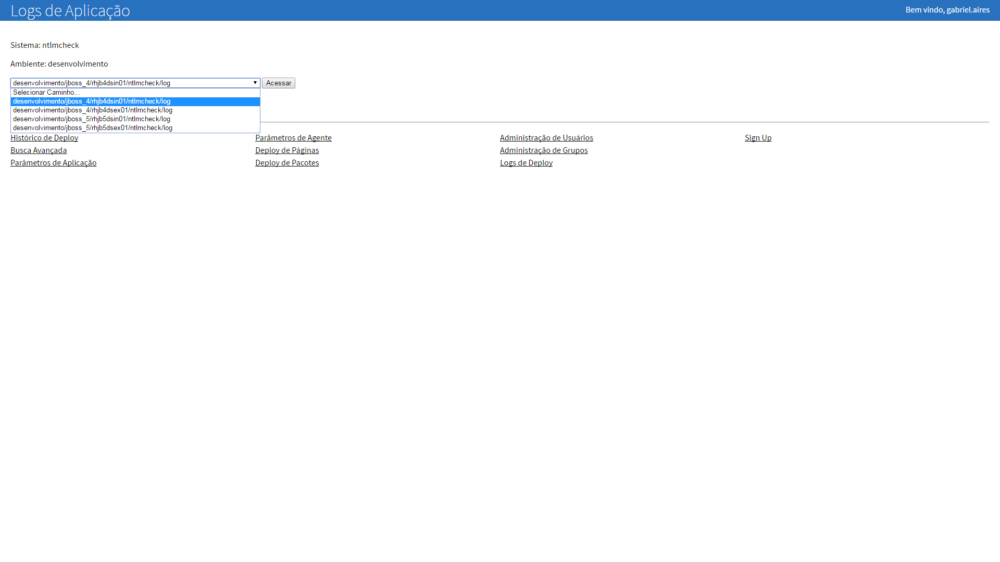 Logs de Aplicação
Bem vindo, gabriel.aires
Sistema: ntlmcheck
Ambiente: desenvolvimento
desenvolvimento/jboss_4/rhjb4dsin01/ntlmcheck/log ▼ Acessar
Selecionar Caminho...
desenvolvimento/jboss_4/rhjb4dsin01/ntlmcheck/log
desenvolvimento/jboss_4/rhjb4dsex01/ntlmcheck/log
desenvolvimento/jboss_5/rhjb5dsin01/ntlmcheck/log
desenvolvimento/jboss_5/rhjb5dsex01/ntlmcheck/log
Histórico de Deploy
Busca Avançada
Parâmetros de Aplicação
Parâmetros de Agente
Deploy de Páginas
Deploy de Pacotes
Administração de Usuários
Administração de Grupos
Logs de Deploy
Sign Up